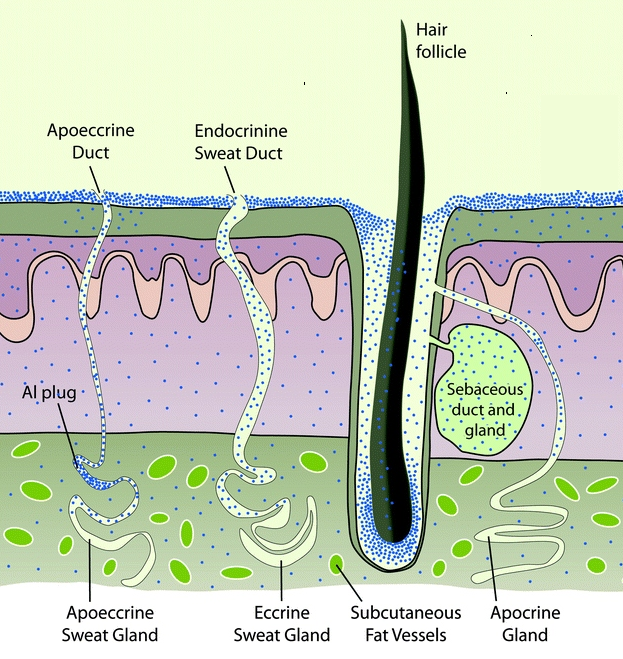 Hair
follicle
Apoeccrine
Duct
Endocrinine
Sweat Duct
Al plug
Sebaceous
duct and
gland
Apoeccrine
Sweat Gland
Eccrine
Sweat Gland
Subcutaneous
Fat Vessels
Apocrine
Gland